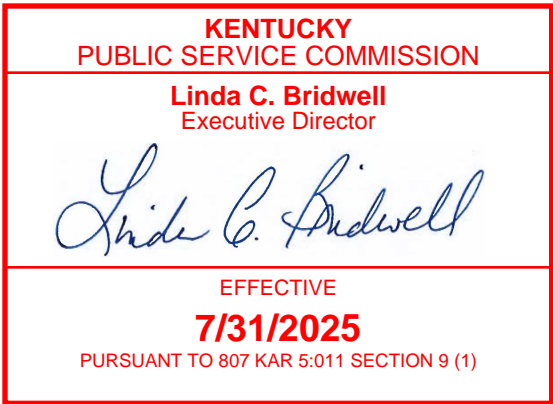 KENTUCKY
PUBLIC SERVICE COMMISSION
Linda C. Bridwell
Executive Director
Linda C. Bridwell
EFFECTIVE
7/31/2025
PURSUANT TO 807 KAR 5:011 SECTION 9 (1)